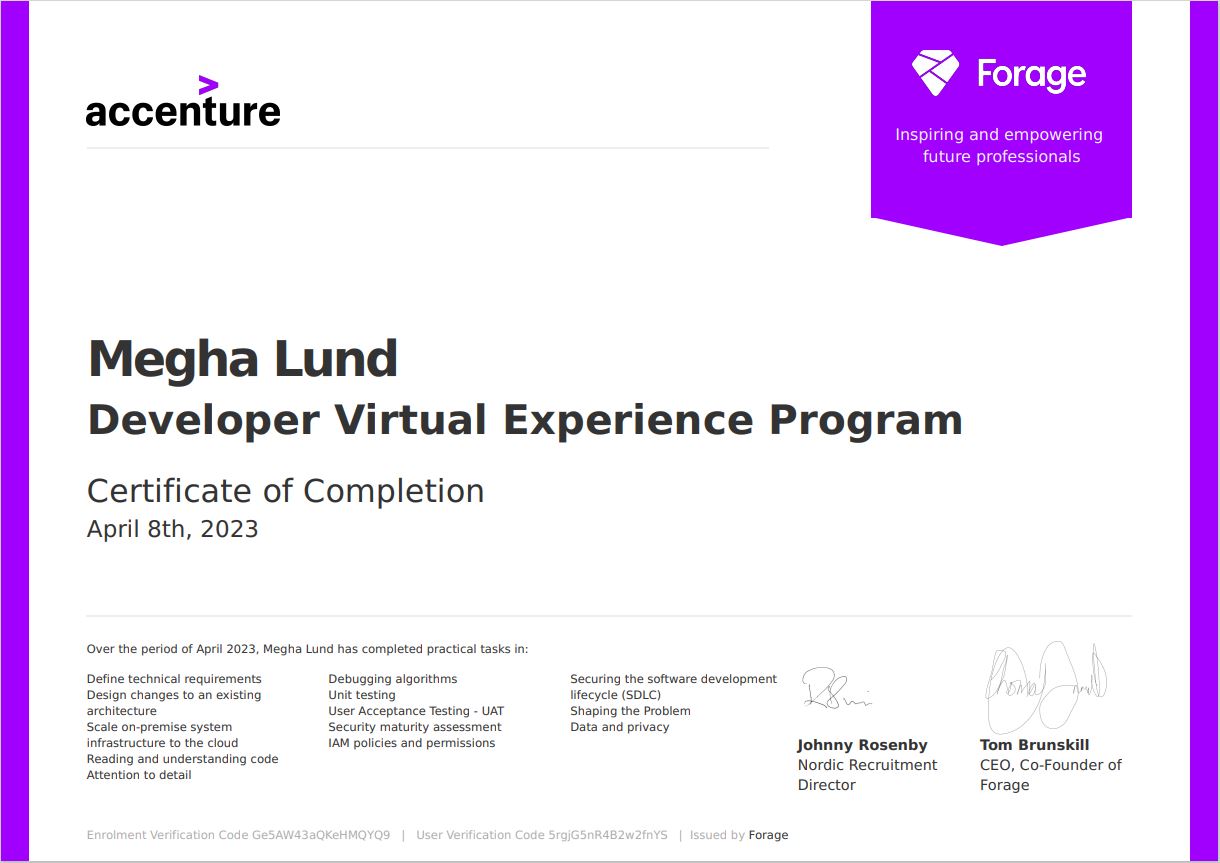 accenture
Forage
Inspiring and empowering
future professionals
Megha Lund
Developer Virtual Experience Program
Certificate of Completion
April 8th, 2023
Over the period of April 2023, Megha Lund has completed practical tasks in:
Define technical requirements
Design changes to an existing
architecture
Scale on-premise system
infrastructure to the cloud
Reading and understanding code
Attention to detail
Debugging algorithms
Unit testing
User Acceptance Testing - UAT
Security maturity assessment
IAM policies and permissions
Securing the software development
lifecycle (SDLC)
Shaping the Problem
Data and privacy
Johnny Rosenby
Nordic Recruitment
Director
Tom Brunskill
CEO, Co-Founder of
Forage
Enrolment Verification Code Ge5AW43aQKeHMQYQ9 | User Verification Code 5rgjG5nR4B2w2fnYS | Issued by Forage